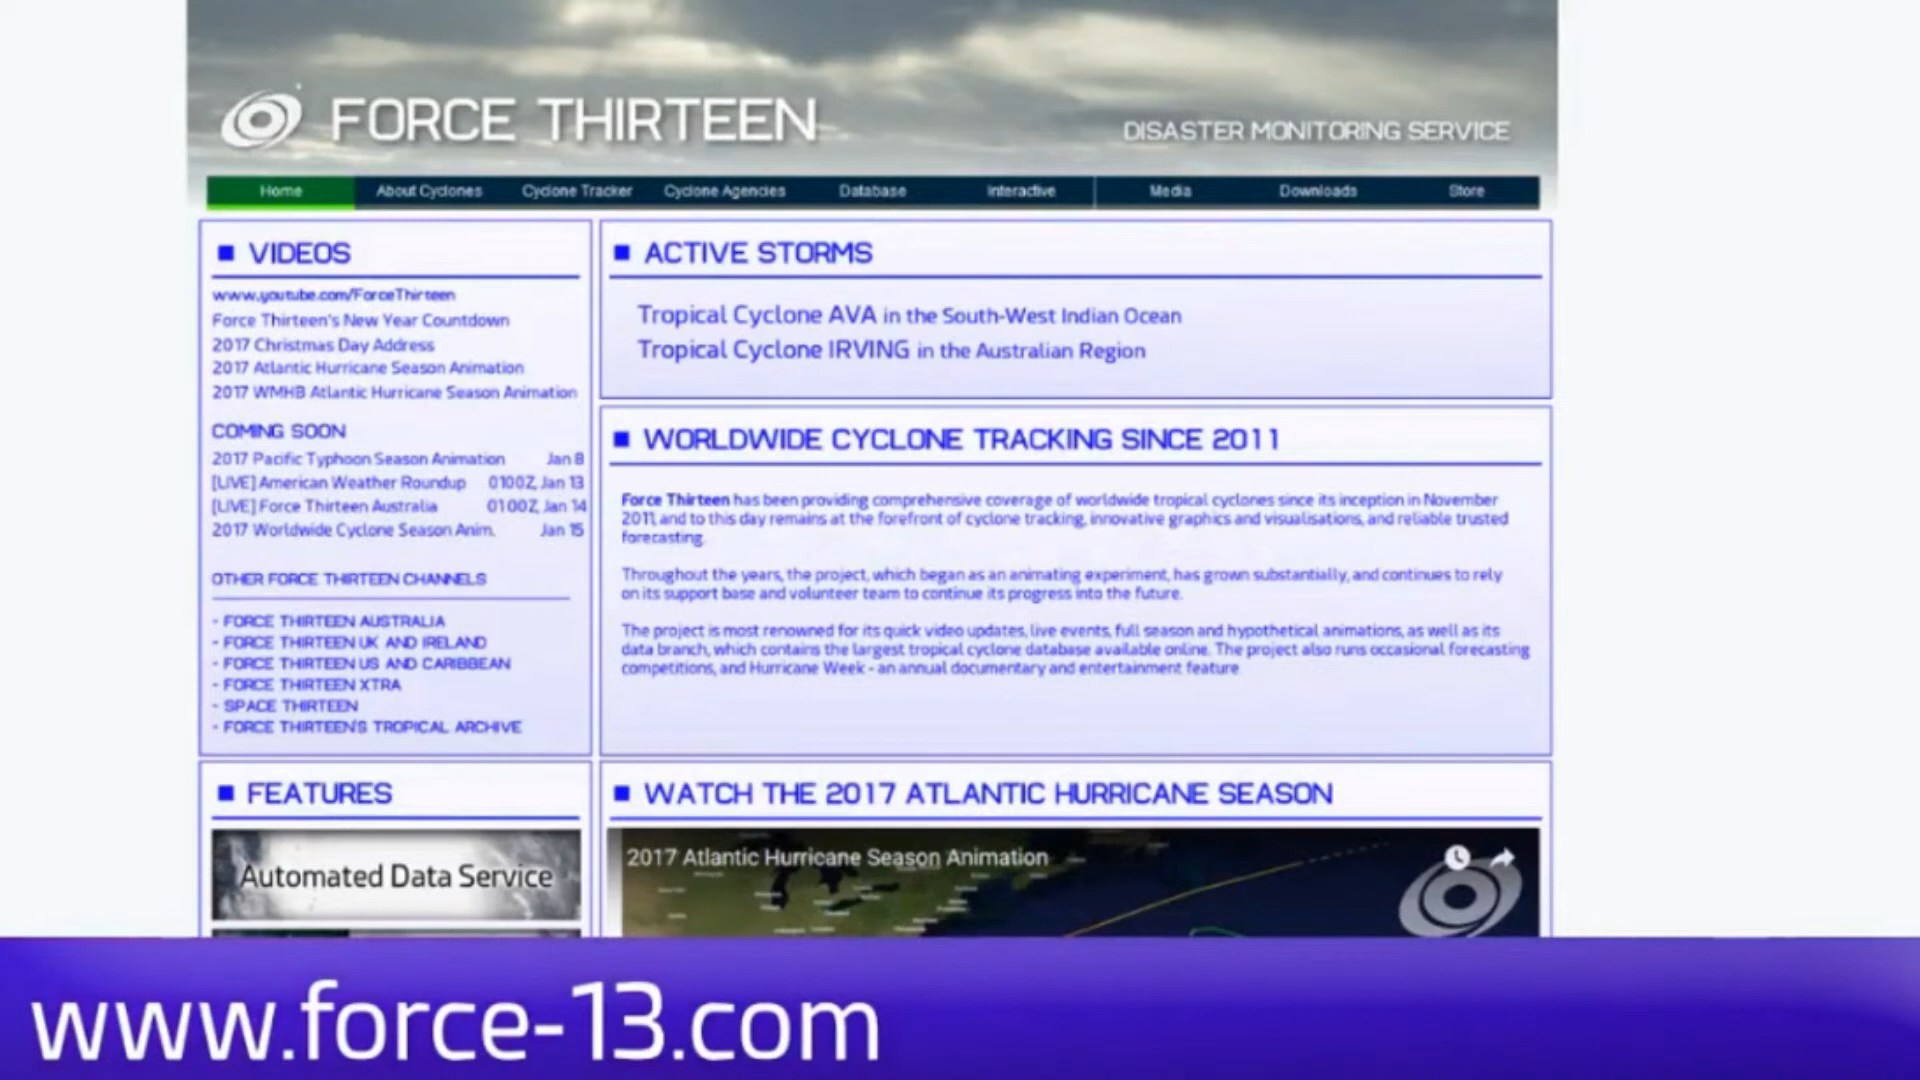 FORCE THIRTEEN
DISASTER MONITORING SERVICE
Home About Cyclones Cyclone Tracker Cyclone Agencies Database Interactive Media Downloads Store
VIDEOS
www.youtube.com/ForceThirteen
Force Thirteen's New Year Countdown
2017 Christmas Day Address
2017 Atlantic Hurricane Season Animation
2017 WMHB Atlantic Hurricane Season Animation
COMING SOON
2017 Pacific Typhoon Season Animation Jan 8
[LIVE] American Weather Roundup 0100Z, Jan 13
[LIVE] Force Thirteen Australia 0100Z, Jan 14
2017 Worldwide Cyclone Season Anim. Jan 15
OTHER FORCE THIRTEEN CHANNELS
- FORCE THIRTEEN AUSTRALIA
- FORCE THIRTEEN UK AND IRELAND
- FORCE THIRTEEN US AND CARIBBEAN
- FORCE THIRTEEN XTRA
- SPACE THIRTEEN
- FORCE THIRTEEN'S TROPICAL ARCHIVE
ACTIVE STORMS
Tropical Cyclone AVA in the South-West Indian Ocean
Tropical Cyclone IRVING in the Australian Region
WORLDWIDE CYCLONE TRACKING SINCE 2011
Force Thirteen has been providing comprehensive coverage of worldwide tropical cyclones since its inception in November
2011, and to this day remains at the forefront of cyclone tracking, innovative graphics and visualisations, and reliable trusted
forecasting.
Throughout the years, the project, which began as an animating experiment, has grown substantially, and continues to rely
on its support base and volunteer team to continue its progress into the future.
The project is most renowned for its quick video updates, live events, full season and hypothetical animations, as well as its
data branch, which contains the largest tropical cyclone database available online. The project also runs occasional forecasting
competitions, and Hurricane Week - an annual documentary and entertainment feature.
FEATURES
Automated Data Service
WATCH THE 2017 ATLANTIC HURRICANE SEASON
2017 Atlantic Hurricane Season Animation
www.force-13.com